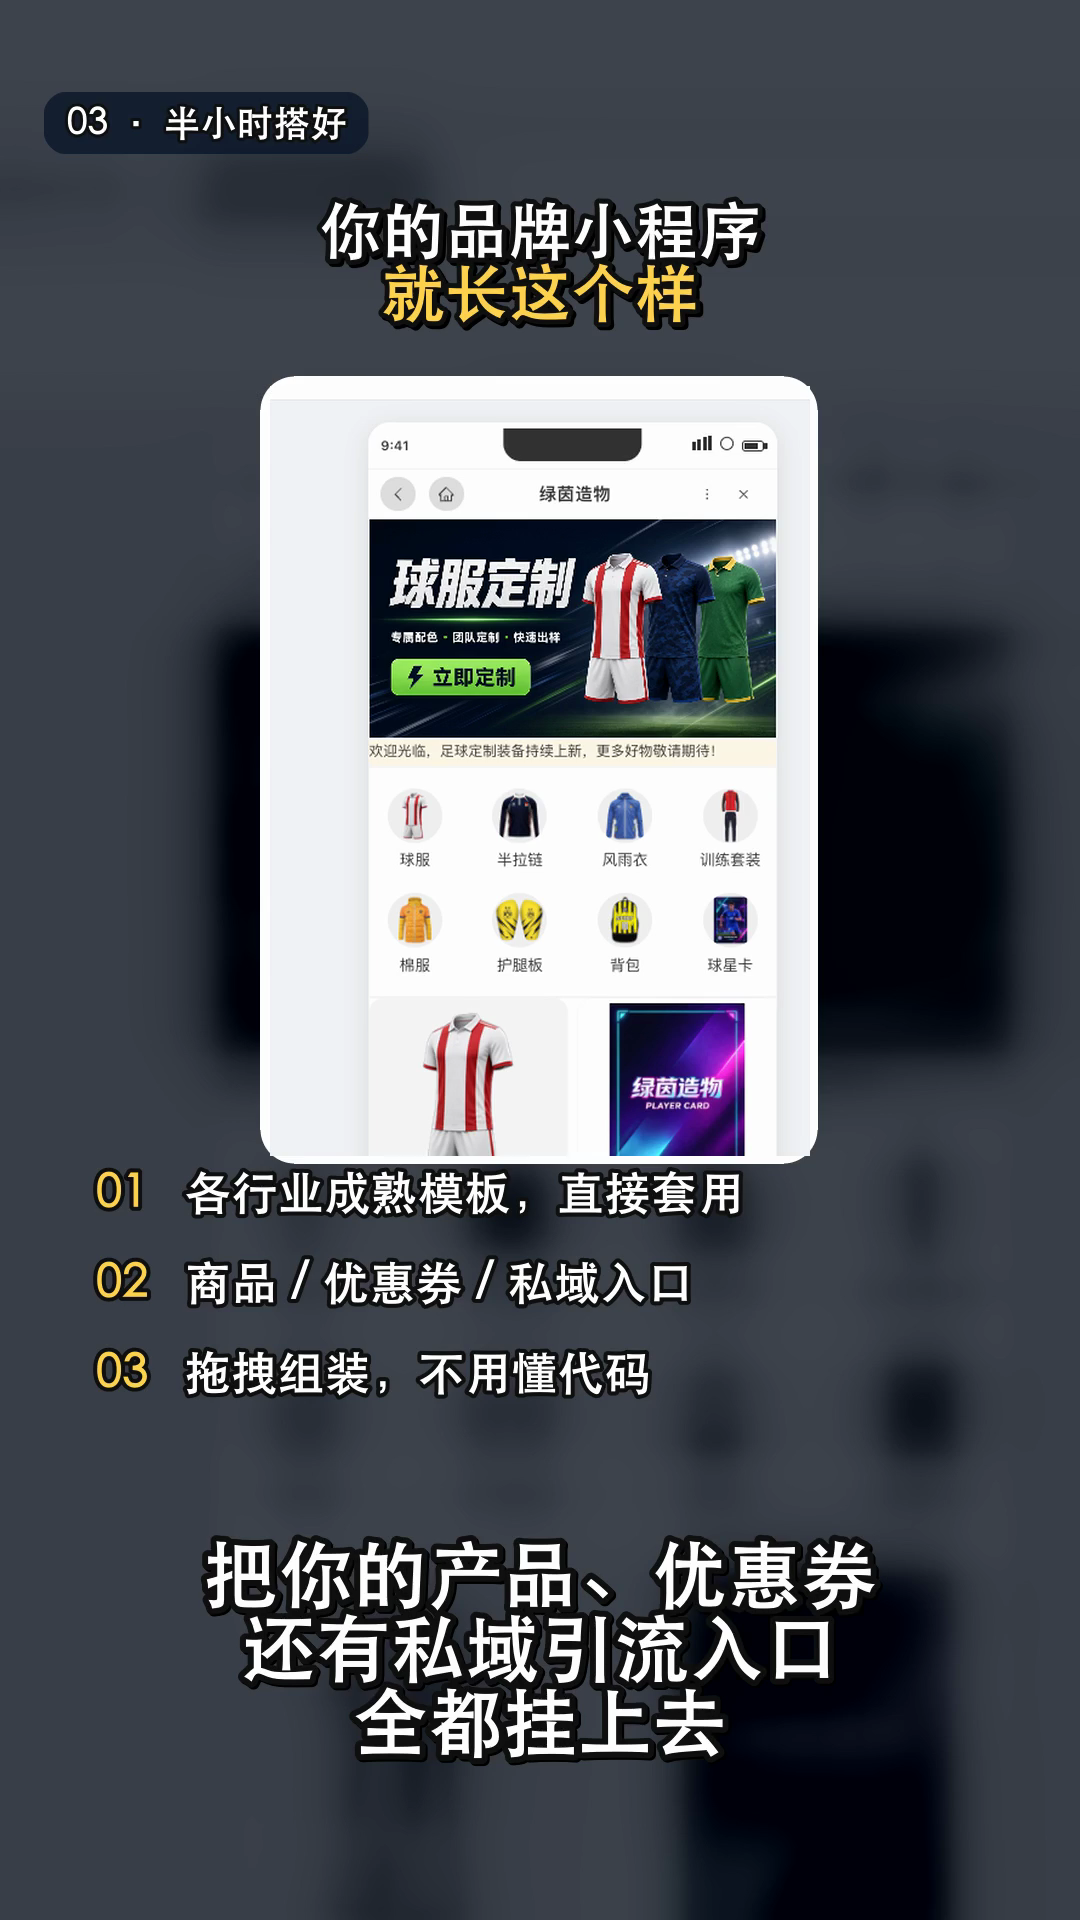 03 · 半小时搭好
你的品牌小程序
就长这个样
9:41
绿茵造物
球服定制
专属配色 · 团队定制 · 快速出样
立即定制
欢迎光临，足球定制装备持续上新，更多好物敬请期待！
球服 半拉链 风雨衣 训练套装
棉服 护腿板 背包 球星卡
绿茵造物
PLAYER CARD
01 各行业成熟模板，直接套用
02 商品 / 优惠券 / 私域入口
03 拖拽组装，不用懂代码
把你的产品、优惠券
还有私域引流入口
全都挂上去